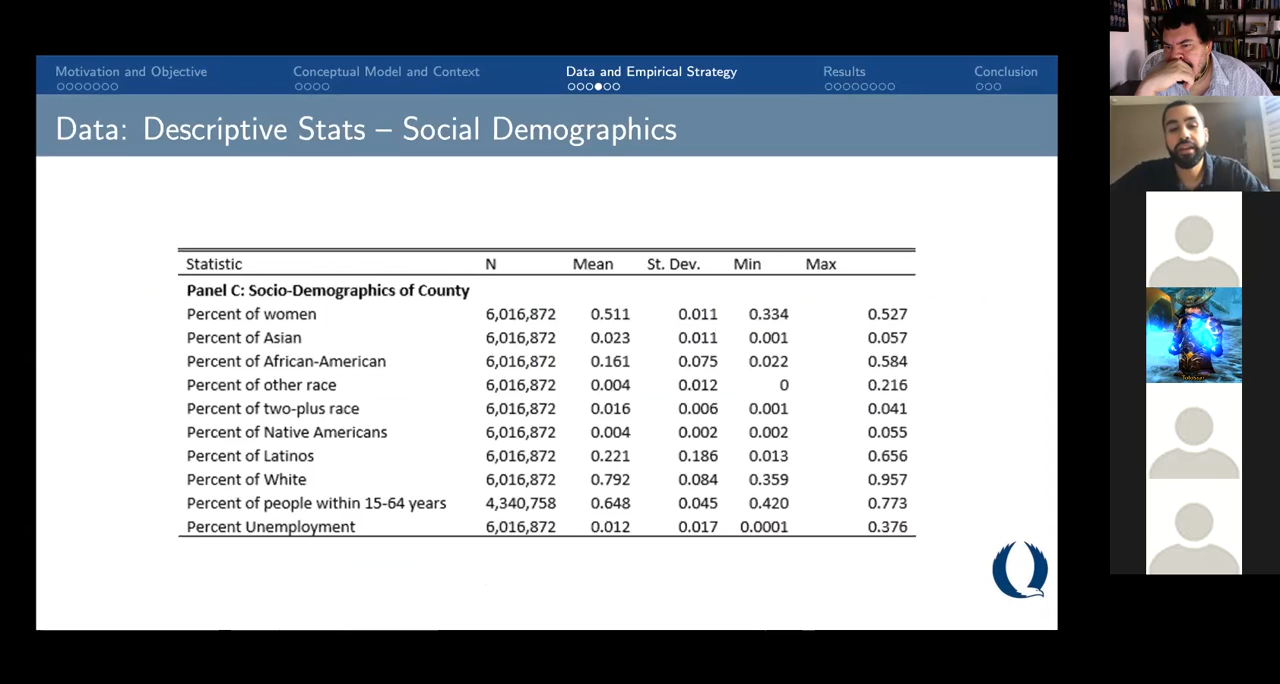 Motivation and Objective Conceptual Model and Context Data and Empirical Strategy Results Conclusion
Data: Descriptive Stats – Social Demographics
Statistic N Mean St. Dev. Min Max
Panel C: Socio-Demographics of County
Percent of women 6,016,872 0.511 0.011 0.334 0.527
Percent of Asian 6,016,872 0.023 0.011 0.001 0.057
Percent of African-American 6,016,872 0.161 0.075 0.022 0.584
Percent of other race 6,016,872 0.004 0.012 0 0.216
Percent of two-plus race 6,016,872 0.016 0.006 0.001 0.041
Percent of Native Americans 6,016,872 0.004 0.002 0.002 0.055
Percent of Latinos 6,016,872 0.221 0.186 0.013 0.656
Percent of White 6,016,872 0.792 0.084 0.359 0.957
Percent of people within 15-64 years 4,340,758 0.648 0.045 0.420 0.773
Percent Unemployment 6,016,872 0.012 0.017 0.0001 0.376